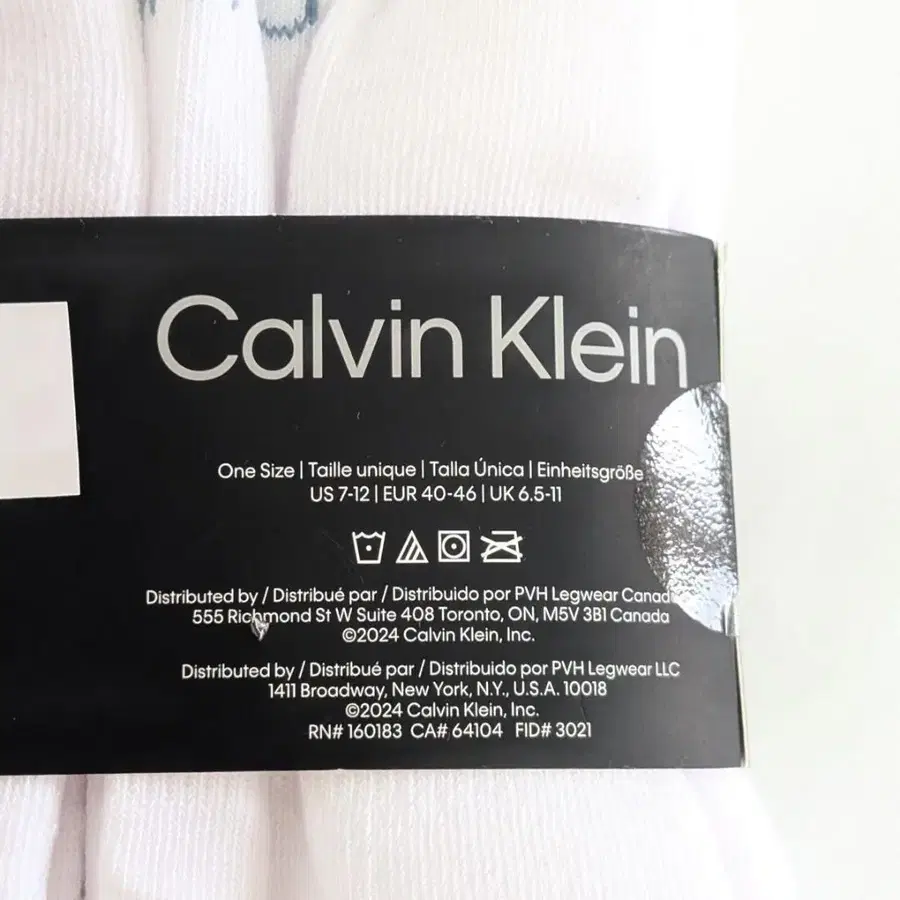 Calvin Klein
One Size | Taille unique | Talla Única | Einheitsgröße
US 7-12 | EUR 40-46 | UK 6.5-11
Distributed by / Distribué par / Distribuido por PVH Legwear
555 Richmond St W Suite 408 Toronto, ON, M5V 3B1 Canada
©2024 Calvin Klein, Inc.
Distributed by / Distribué par / Distribuido por PVH Legwear LLC
1411 Broadway, New York, N.Y., U.S.A. 10018
©2024 Calvin Klein, Inc.
RN# 160183 CA# 64104 FID# 3021